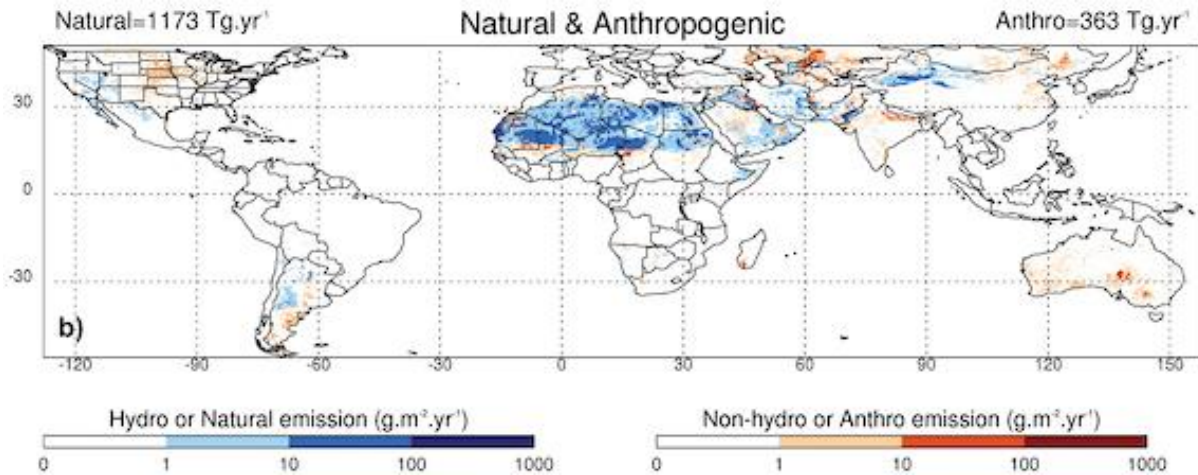 Natural=1173 Tg.yr⁻¹ Natural & Anthropogenic Anthro=363 Tg.yr⁻¹
30
0
-30
b)
-120 -90 -60 0 30 60 90 120 150
Hydro or Natural emission (g.m⁻².yr⁻¹) Non-hydro or Anthro emission (g.m⁻².yr⁻¹)
0 1 10 100 1000 0 1 10 100 1000